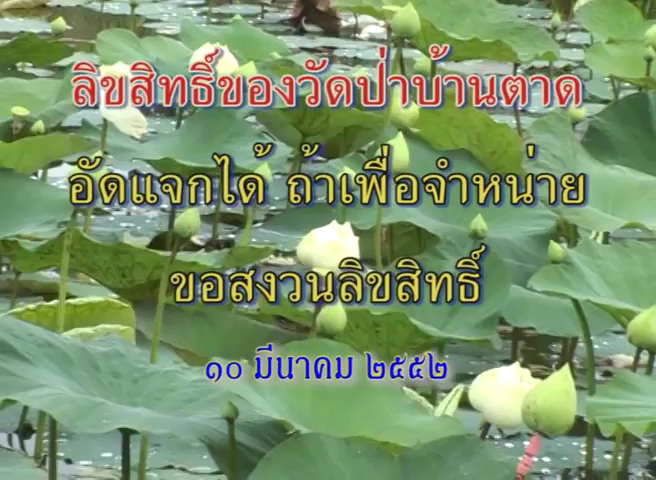 ลิขสิทธิ์ของวัดป่าบ้านตาด
อัดแจกได้ ถ้าเพื่อจำหน่าย
ขอสงวนลิขสิทธิ์
๑๐ มีนาคม ๒๕๕๒